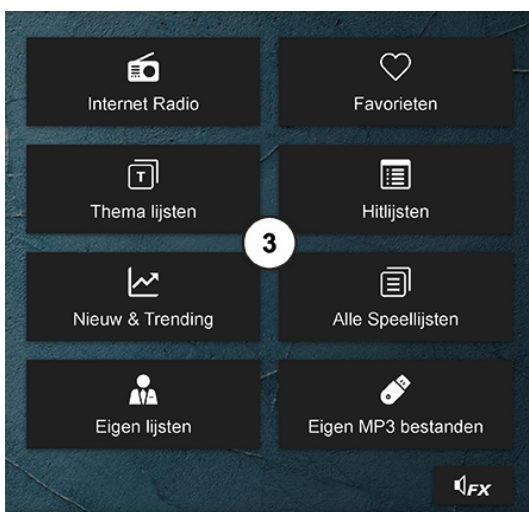 Internet Radio
Favorieten
T
Thema lijsten
Hitlijsten
3
Nieuw & Trending
Alle Speellijsten
Eigen lijsten
Eigen MP3 bestanden
FX